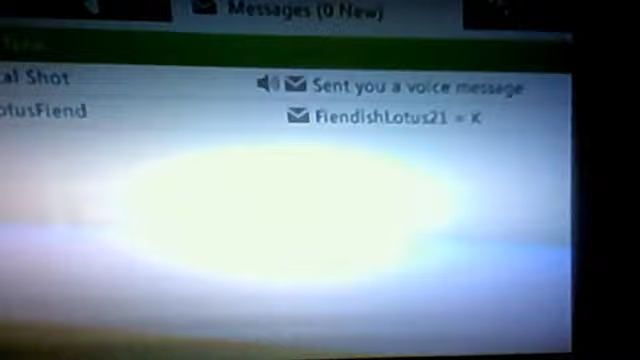 Messages (0 New)
al Shot Sent you a voice message
otusFiend FiendishLotus21 = K